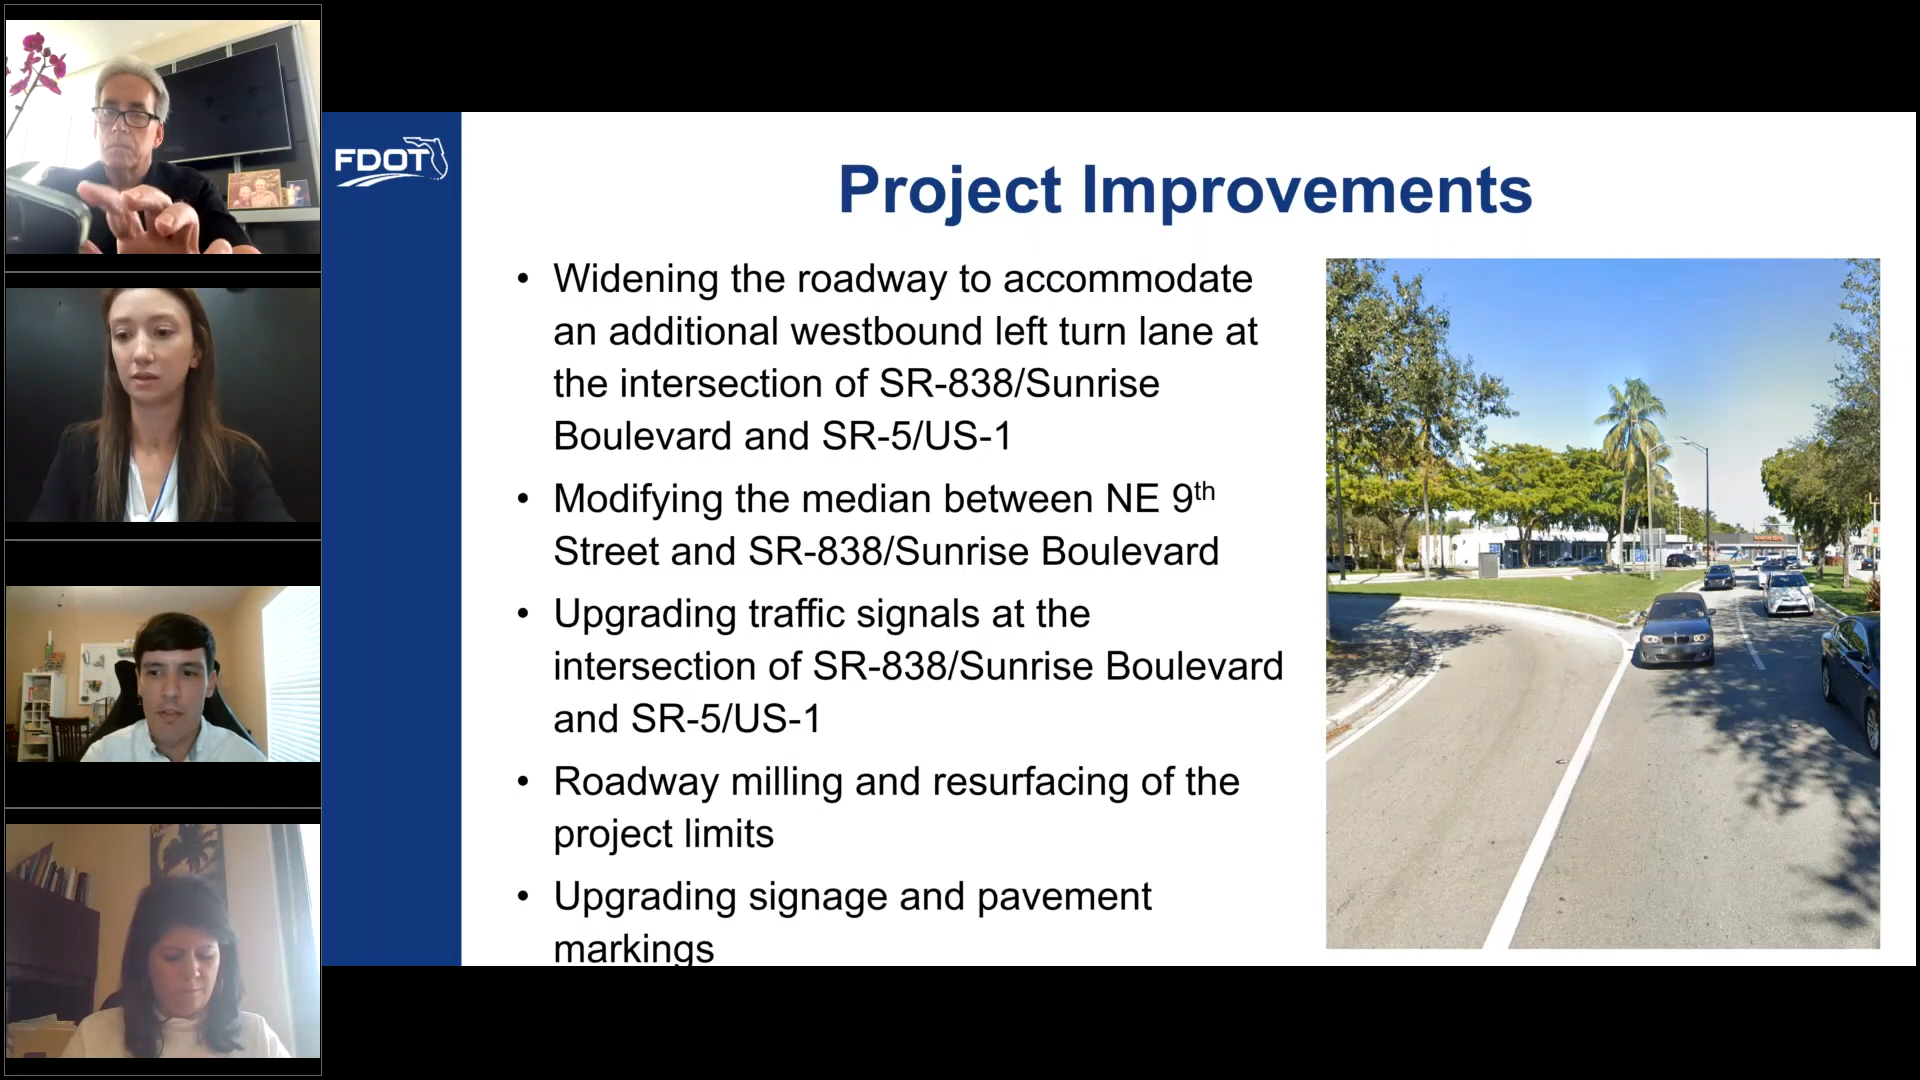 FDOT
Project Improvements
• Widening the roadway to accommodate
an additional westbound left turn lane at
the intersection of SR-838/Sunrise
Boulevard and SR-5/US-1
• Modifying the median between NE 9th
Street and SR-838/Sunrise Boulevard
• Upgrading traffic signals at the
intersection of SR-838/Sunrise Boulevard
and SR-5/US-1
• Roadway milling and resurfacing of the
project limits
• Upgrading signage and pavement
markings